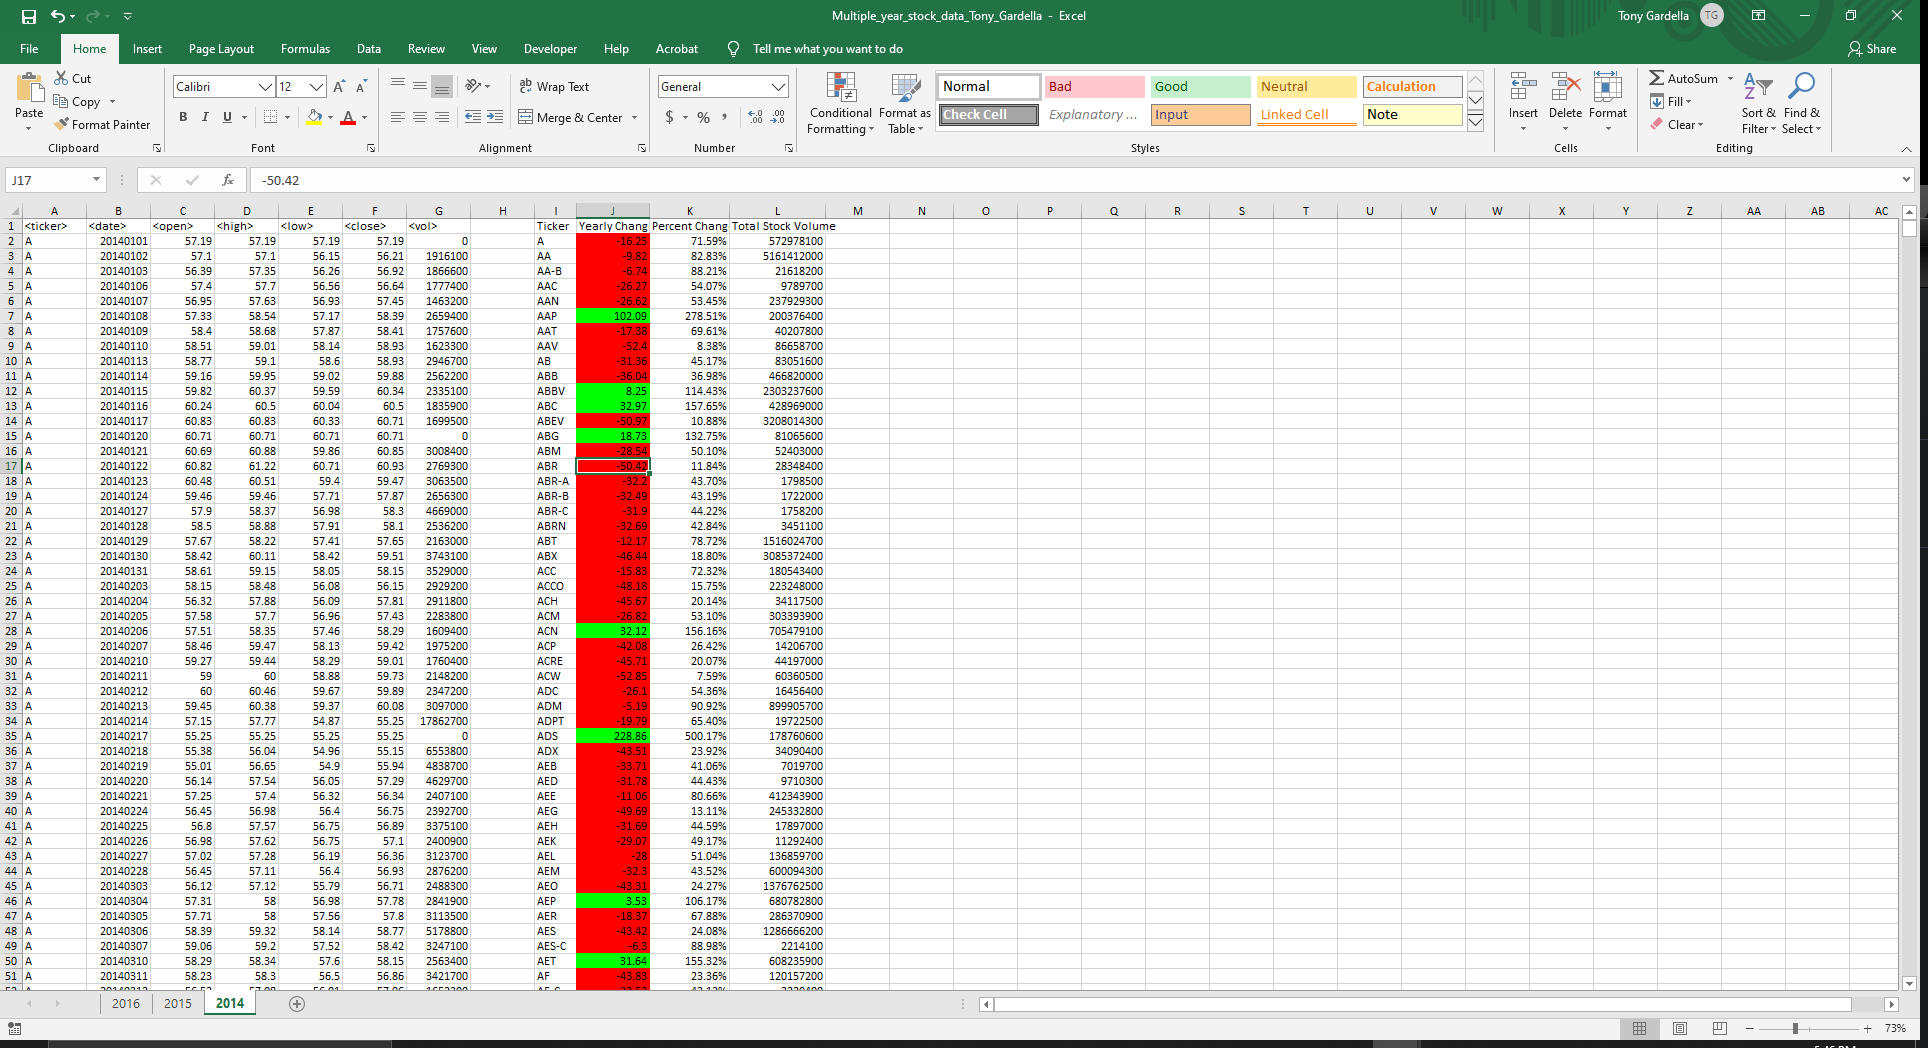 Multiple_year_stock_data_Tony_Gardella - Excel
Tony Gardella TG
File Home Insert Page Layout Formulas Data Review View Developer Help Acrobat Tell me what you want to do Share
Paste Cut Copy Format Painter Clipboard
Calibri 12 B I U A Font
Wrap Text Merge & Center Alignment
General $ % , Number
Conditional Formatting Format as Table
Normal Bad Good Neutral Calculation
Check Cell Explanatory ... Input Linked Cell Note
Styles
Insert Delete Format Cells
AutoSum Fill Clear Sort & Filter Find & Select Editing
J17 fx -50.42
A B C D E F G H I J K L M N O P Q R S T U V W X Y Z AA AB AC
1 <ticker> <date> <open> <high> <low> <close> <vol> Ticker Yearly Chang Percent Chang Total Stock Volume
2 A 20140101 57.19 57.19 57.19 57.19 0 A -16.25 71.59% 572978100
3 A 20140102 57.1 57.1 56.15 56.21 1916100 AA -9.82 82.83% 5161412000
4 A 20140103 56.39 57.35 56.26 56.92 1866600 AA-B -6.74 88.21% 21618200
5 A 20140106 57.4 57.7 56.56 56.64 1777400 AAC -26.27 54.07% 9789700
6 A 20140107 56.95 57.63 56.93 57.45 1463200 AAN -26.62 53.45% 237929300
7 A 20140108 57.33 58.54 57.17 58.39 2659400 AAP 102.09 278.51% 200376400
8 A 20140109 58.4 58.68 57.87 58.41 1757600 AAT -17.38 69.61% 40207800
9 A 20140110 58.51 59.01 58.14 58.93 1623300 AAV -52.4 8.38% 86658700
10 A 20140113 58.77 59.1 58.6 58.93 2946700 AB -31.36 45.17% 83051600
11 A 20140114 59.16 59.95 59.02 59.88 2562200 ABB -36.04 36.98% 466820000
12 A 20140115 59.82 60.37 59.59 60.34 2335100 ABBV 8.25 114.43% 2303237600
13 A 20140116 60.24 60.5 60.04 60.5 1835900 ABC 32.97 157.65% 428969000
14 A 20140117 60.83 60.83 60.33 60.71 1699500 ABEV -50.97 10.88% 3208014300
15 A 20140120 60.71 60.71 60.71 60.71 0 ABG 18.73 132.75% 81065600
16 A 20140121 60.69 60.88 59.86 60.85 3008400 ABM -28.54 50.10% 52403000
17 A 20140122 60.82 61.22 60.71 60.93 2769300 ABR -50.42 11.84% 28348400
18 A 20140123 60.48 60.51 59.4 59.47 3063500 ABR-A -32.2 43.70% 1798500
19 A 20140124 59.46 59.46 57.71 57.87 2656300 ABR-B -32.49 43.19% 1722000
20 A 20140127 57.9 58.37 56.98 58.3 4669000 ABR-C -31.9 44.22% 1758200
21 A 20140128 58.5 58.88 57.91 58.1 2536200 ABRN -32.69 42.84% 3451100
22 A 20140129 57.67 58.22 57.41 57.65 2163000 ABT -12.17 78.72% 1516024700
23 A 20140130 58.42 60.11 58.42 59.51 3743100 ABX -46.44 18.80% 3085372400
24 A 20140131 58.61 59.15 58.05 58.15 3529000 ACC -15.83 72.32% 180543400
25 A 20140203 58.15 58.48 56.08 56.15 2929200 ACCO -48.18 15.75% 223248000
26 A 20140204 56.32 57.88 56.09 57.81 2911800 ACH -45.67 20.14% 34117500
27 A 20140205 57.58 57.7 56.96 57.43 2283800 ACM -26.82 53.10% 303393900
28 A 20140206 57.51 58.35 57.46 58.29 1609400 ACN 32.12 156.16% 705479100
29 A 20140207 58.46 59.47 58.13 59.42 1975200 ACP -42.08 26.42% 14206700
30 A 20140210 59.27 59.44 58.29 59.01 1760400 ACRE -45.71 20.07% 44197000
31 A 20140211 59 60 58.88 59.73 2148200 ACW -52.85 7.59% 60360500
32 A 20140212 60 60.46 59.67 59.89 2347200 ADC -26.1 54.36% 16456400
33 A 20140213 59.45 60.38 59.37 60.08 3097000 ADM -5.19 90.92% 899905700
34 A 20140214 57.15 57.77 54.87 55.25 17862700 ADPT -19.79 65.40% 19722500
35 A 20140217 55.25 55.25 55.25 55.25 0 ADS 228.86 500.17% 178760600
36 A 20140218 55.38 56.04 54.96 55.15 6553800 ADX -43.51 23.92% 34090400
37 A 20140219 55.01 56.65 54.9 55.94 4838700 AEB -33.71 41.06% 7019700
38 A 20140220 56.14 57.54 56.05 57.29 4629700 AED -31.78 44.43% 9710300
39 A 20140221 57.25 57.4 56.32 56.34 2407100 AEE -11.06 80.66% 412343900
40 A 20140224 56.45 56.98 56.4 56.75 2392700 AEG -49.69 13.11% 245332800
41 A 20140225 56.8 57.57 56.75 56.89 3375100 AEH -31.69 44.59% 17897000
42 A 20140226 56.98 57.62 56.75 57.1 2400900 AEK -29.07 49.17% 11292400
43 A 20140227 57.02 57.28 56.19 56.36 3123700 AEL -28 51.04% 136859700
44 A 20140228 56.45 57.11 56.4 56.93 2876200 AEM -32.3 43.52% 600094300
45 A 20140303 56.12 57.12 55.79 56.71 2488300 AEO -43.31 24.27% 1376762500
46 A 20140304 57.31 58 56.98 57.78 2841900 AEP 3.53 106.17% 680782800
47 A 20140305 57.71 58 57.56 57.8 3113500 AER -18.37 67.88% 286370900
48 A 20140306 58.39 59.32 58.14 58.77 5178800 AES -43.42 24.08% 1286666200
49 A 20140307 59.06 59.2 57.52 58.42 3247100 AES-C -6.3 88.98% 2214100
50 A 20140310 58.29 58.34 57.6 58.15 2563400 AET 31.64 155.32% 608235900
51 A 20140311 58.23 58.3 56.5 56.86 3421700 AF -43.83 23.36% 120157200
2016 2015 2014
73%